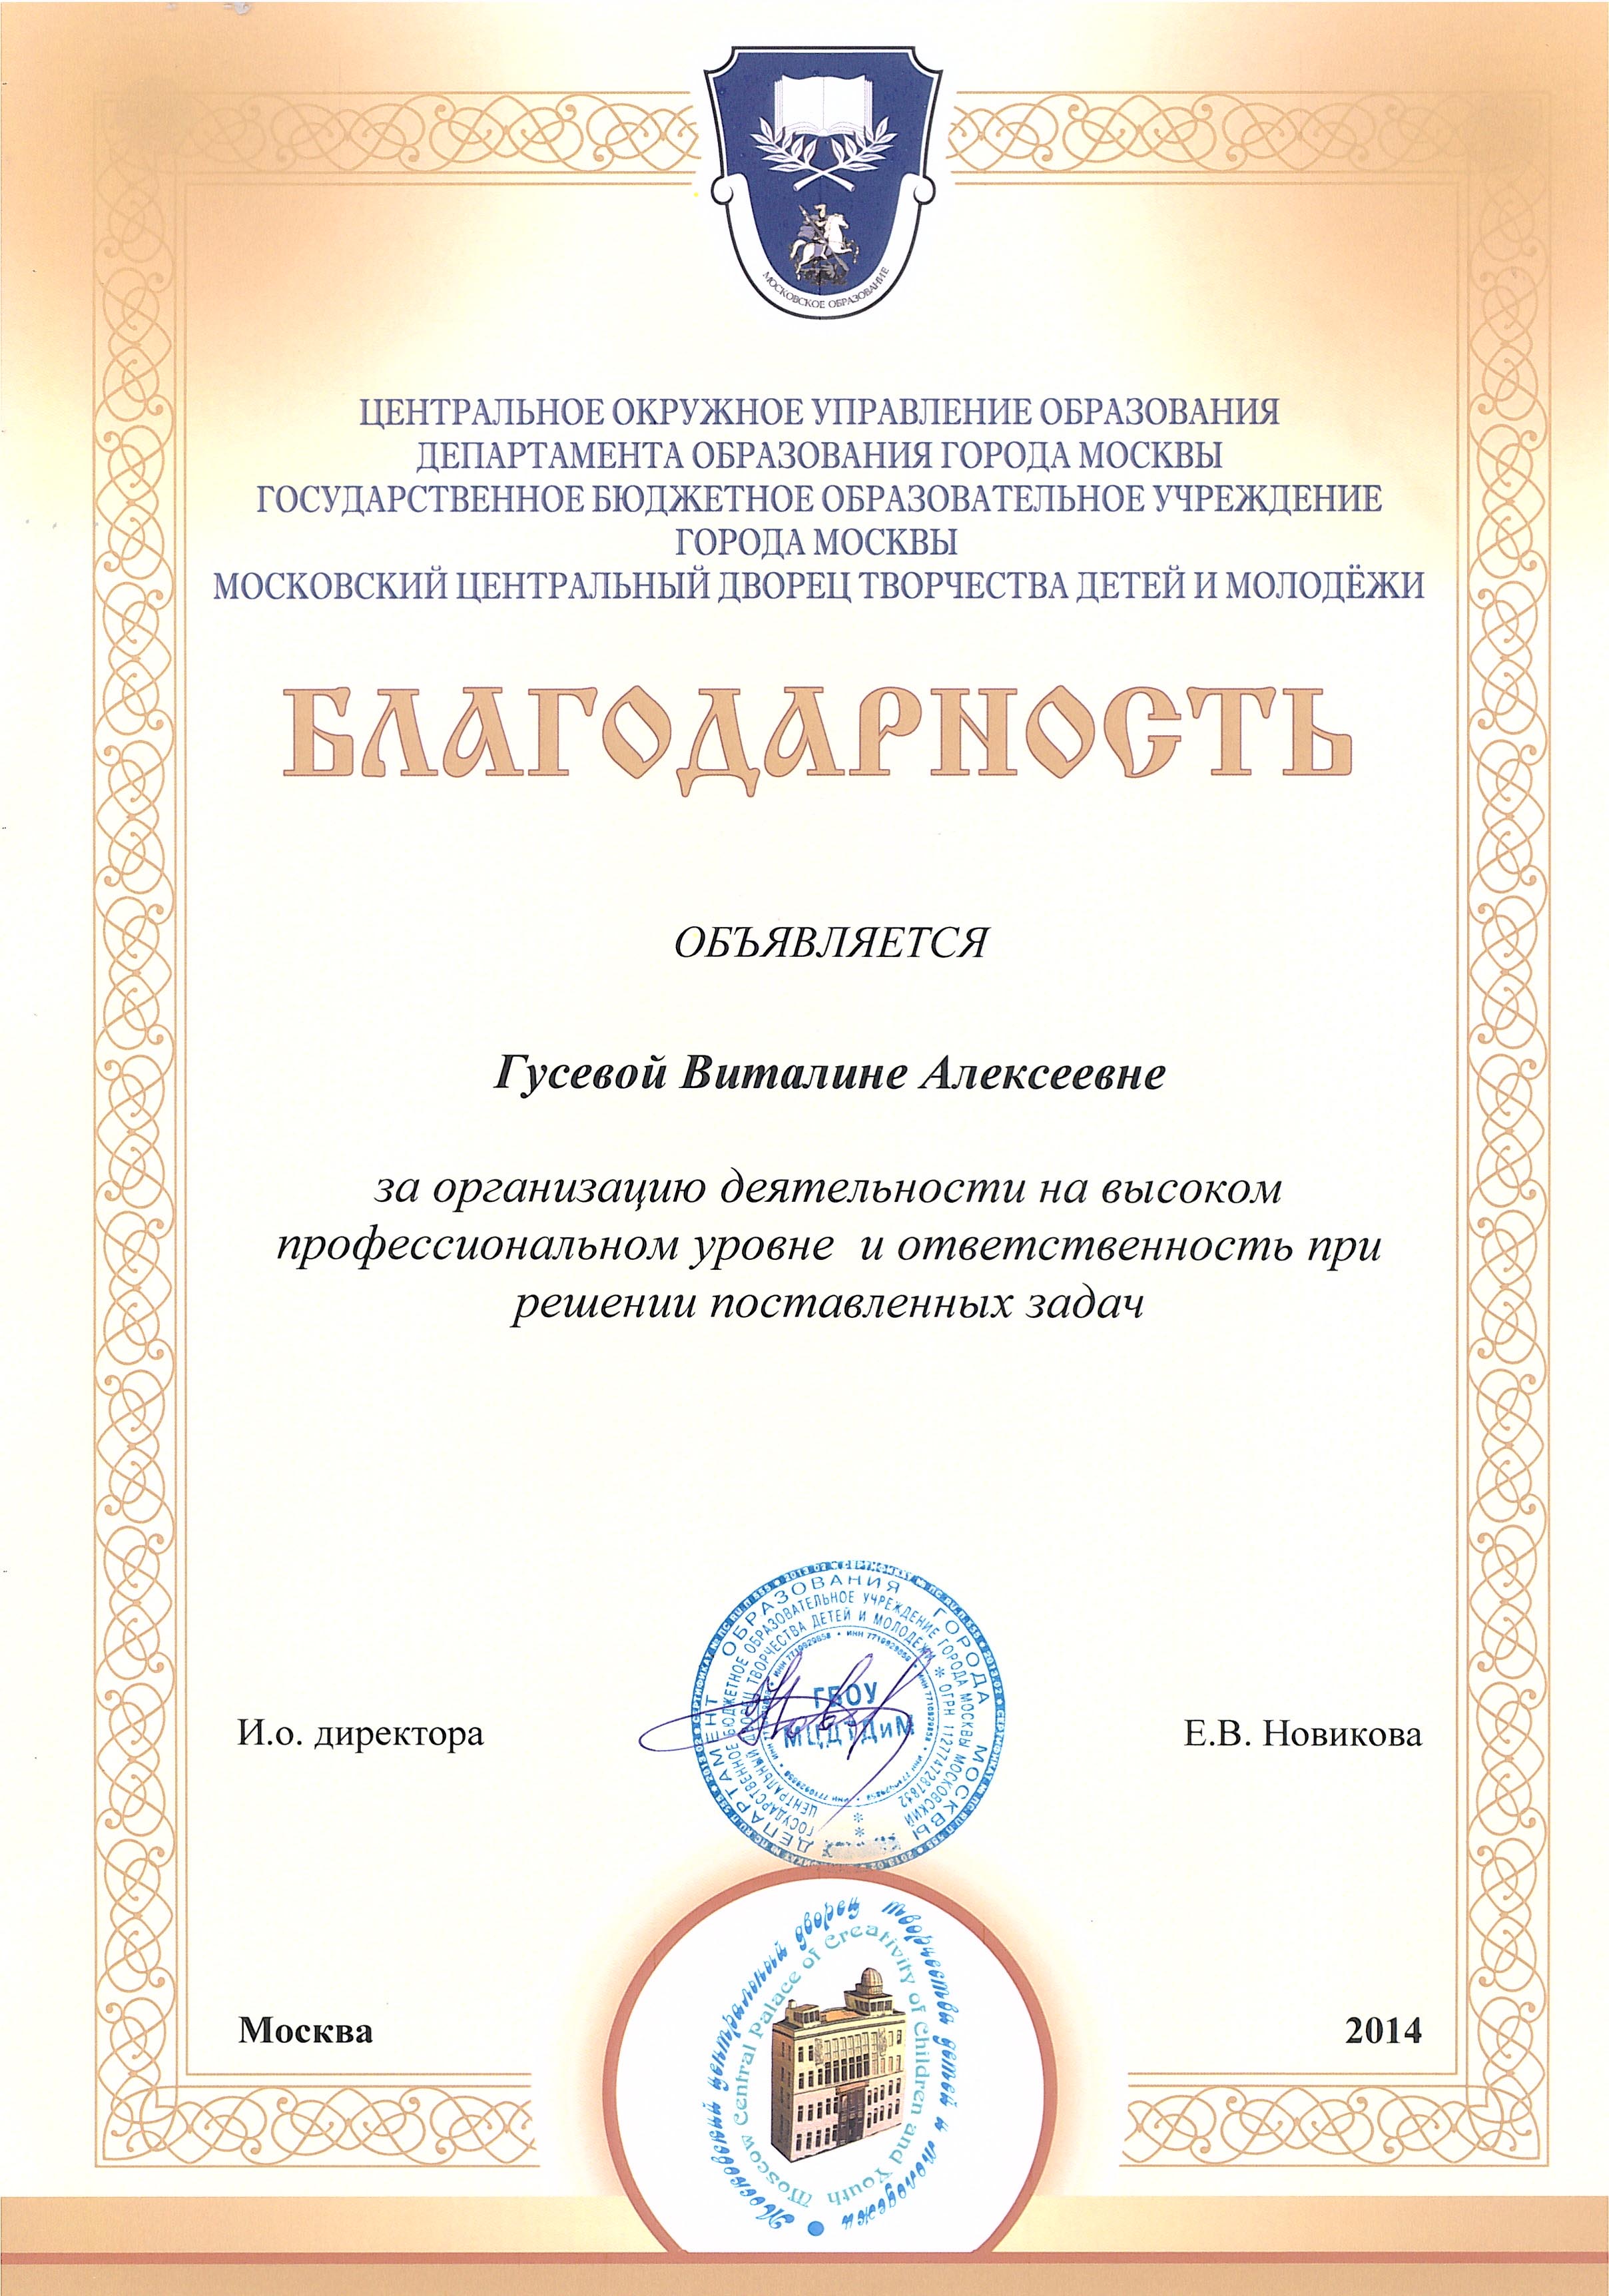 МОСКОВСКОЕ ОБРАЗОВАНИЕ
ЦЕНТРАЛЬНОЕ ОКРУЖНОЕ УПРАВЛЕНИЕ ОБРАЗОВАНИЯ
ДЕПАРТАМЕНТА ОБРАЗОВАНИЯ ГОРОДА МОСКВЫ
ГОСУДАРСТВЕННОЕ БЮДЖЕТНОЕ ОБРАЗОВАТЕЛЬНОЕ УЧРЕЖДЕНИЕ
ГОРОДА МОСКВЫ
МОСКОВСКИЙ ЦЕНТРАЛЬНЫЙ ДВОРЕЦ ТВОРЧЕСТВА ДЕТЕЙ И МОЛОДЁЖИ
БЛАГОДАРНОСТЬ
ОБЪЯВЛЯЕТСЯ
Гусевой Виталине Алексеевне
за организацию деятельности на высоком
профессиональном уровне и ответственность при
решении поставленных задач
ДЕПАРТАМЕНТ ОБРАЗОВАНИЯ ГОРОДА МОСКВЫ
ГОСУДАРСТВЕННОЕ БЮДЖЕТНОЕ ОБРАЗОВАТЕЛЬНОЕ УЧРЕЖДЕНИЕ ГОРОДА МОСКВЫ МОСКОВСКИЙ
ЦЕНТРАЛЬНЫЙ ДВОРЕЦ ТВОРЧЕСТВА ДЕТЕЙ И МОЛОДЕЖИ * ОГРН 1127747287832
ГБОУ
МЦДТДиМ
И.о. директора
Е.В. Новикова
Московский центральный дворец творчества детей и молодежи
Moscow Central Palace of Creativity of Children and Youth
Москва
2014